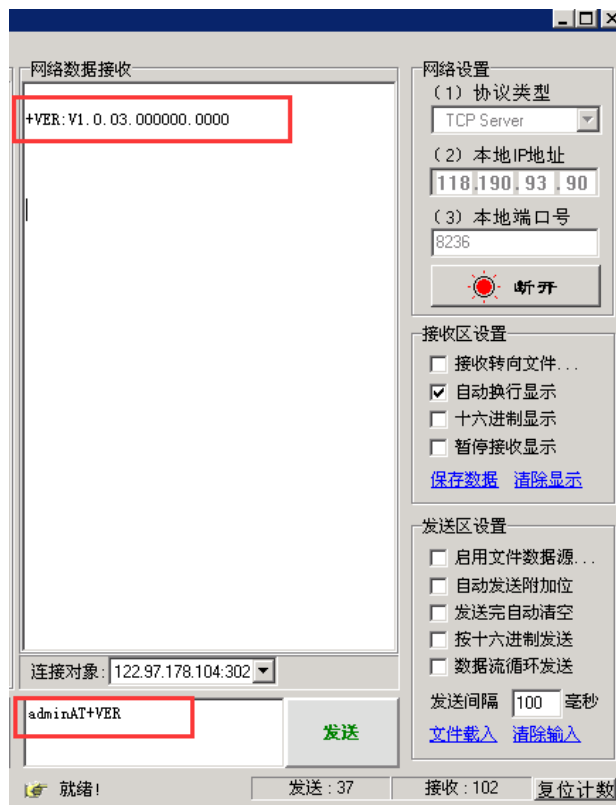 网络数据接收
+VER:V1.0.03.000000.0000
连接对象: 122.97.178.104:302
adminAT+VER
发送
网络设置
（1）协议类型
TCP Server
（2）本地IP地址
118.190.93.90
（3）本地端口号
8236
断开
接收区设置
接收转向文件...
自动换行显示
十六进制显示
暂停接收显示
保存数据 清除显示
发送区设置
启用文件数据源...
自动发送附加位
发送完自动清空
按十六进制发送
数据流循环发送
发送间隔 100 毫秒
文件载入 清除输入
就绪! 发送:37 接收:102 复位计数